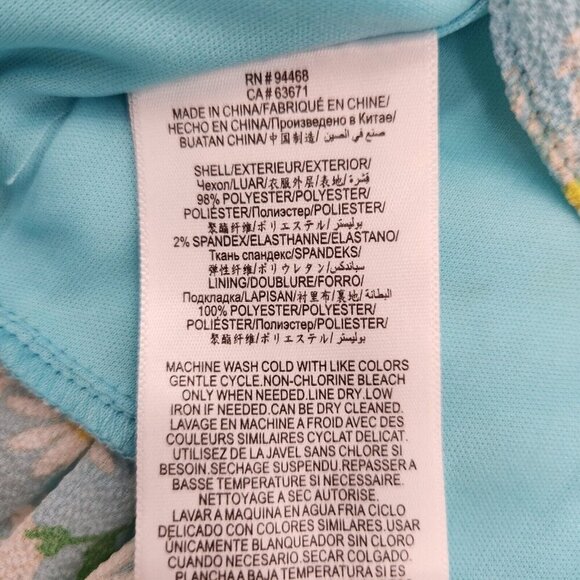 RN # 94468
CA # 63671
MADE IN CHINA/FABRIQUÉ EN CHINE/
HECHO EN CHINA/Произведено в Китае/
BUATAN CHINA/中国制造/ صنع في الصين
SHELL/EXTERIEUR/EXTERIOR/
Чехол/LUAR/衣服外层/表地/قشرة
98% POLYESTER/POLYESTER/
POLIÉSTER/Полиэстер/POLIESTER/
聚酯纤维/ポリエステル/بوليستر
2% SPANDEX/ELASTHANNE/ELASTANO/
Ткань спандекс/SPANDEKS/
弹性纤维/ポリウレタン/سباندكس
LINING/DOUBLURE/FORRO/
Подкладка/LAPISAN/衬里布/裏地/البطانة
100% POLYESTER/POLYESTER/
POLIÉSTER/Полиэстер/POLIESTER/
聚酯纤维/ポリエステル/بوليستر
MACHINE WASH COLD WITH LIKE COLORS
GENTLE CYCLE.NON-CHLORINE BLEACH
ONLY WHEN NEEDED.LINE DRY.LOW
IRON IF NEEDED.CAN BE DRY CLEANED.
LAVAGE EN MACHINE A FROID AVEC DES
COULEURS SIMILAIRES CYCLAT DELICAT.
UTILISEZ DE LA JAVEL SANS CHLORE SI
BESOIN.SECHAGE SUSPENDU.REPASSER A
BASSE TEMPERATURE SI NECESSAIRE.
NETTOYAGE A SEC AUTORISE.
LAVAR A MAQUINA EN AGUA FRIA CICLO
DELICADO CON COLORES SIMILARES.USAR
ÚNICAMENTE BLANQUEADOR SIN CLORO
CUANDO NECESARIO.SECAR COLGADO.
PLANCHA A BAJA TEMPERATURA SI ES